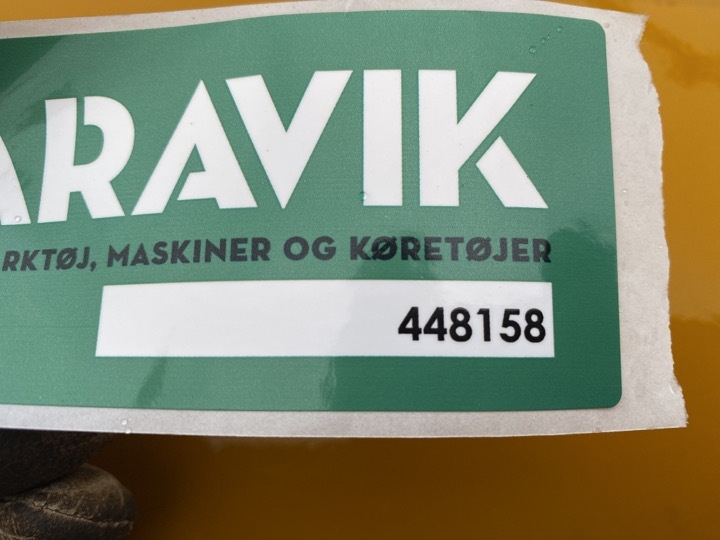 ARAVIK
RKTØJ, MASKINER OG KØRETØJER
448158